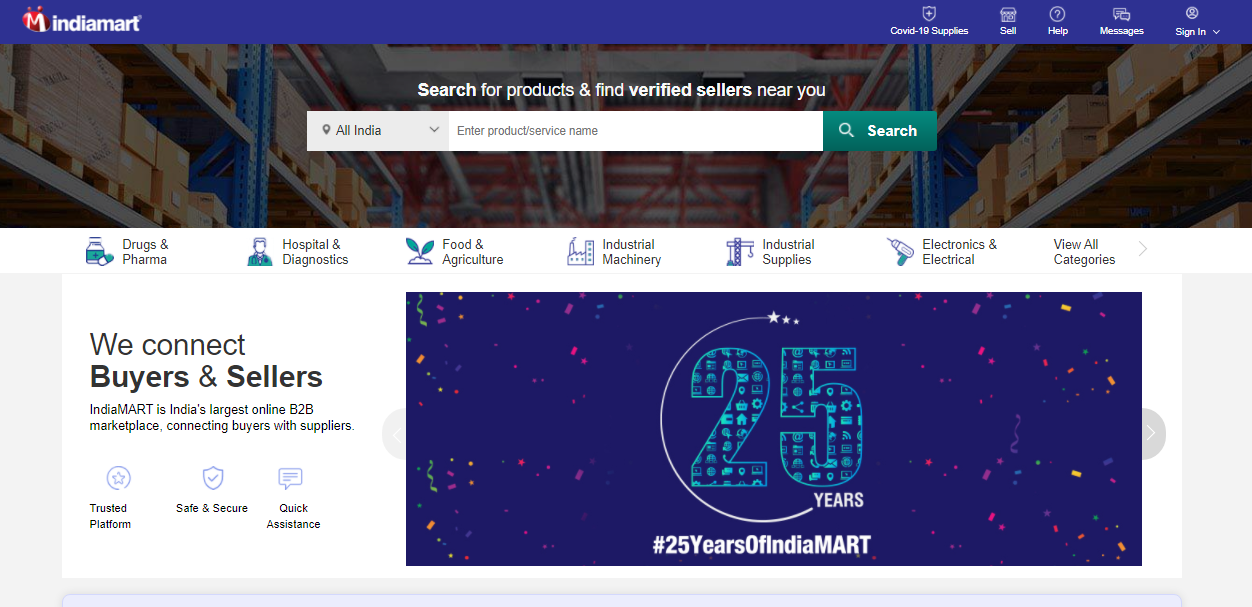 indiamart
Covid-19 Supplies
Sell
Help
Messages
Sign In
Search for products & find verified sellers near you
All India
Enter product/service name
Search
Drugs &
Pharma
Hospital &
Diagnostics
Food &
Agriculture
Industrial
Machinery
Industrial
Supplies
Electronics &
Electrical
View All
Categories
We connect
Buyers & Sellers
IndiaMART is India's largest online B2B
marketplace, connecting buyers with suppliers.
Trusted
Platform
Safe & Secure
Quick
Assistance
25
YEARS
#25YearsOfIndiaMART